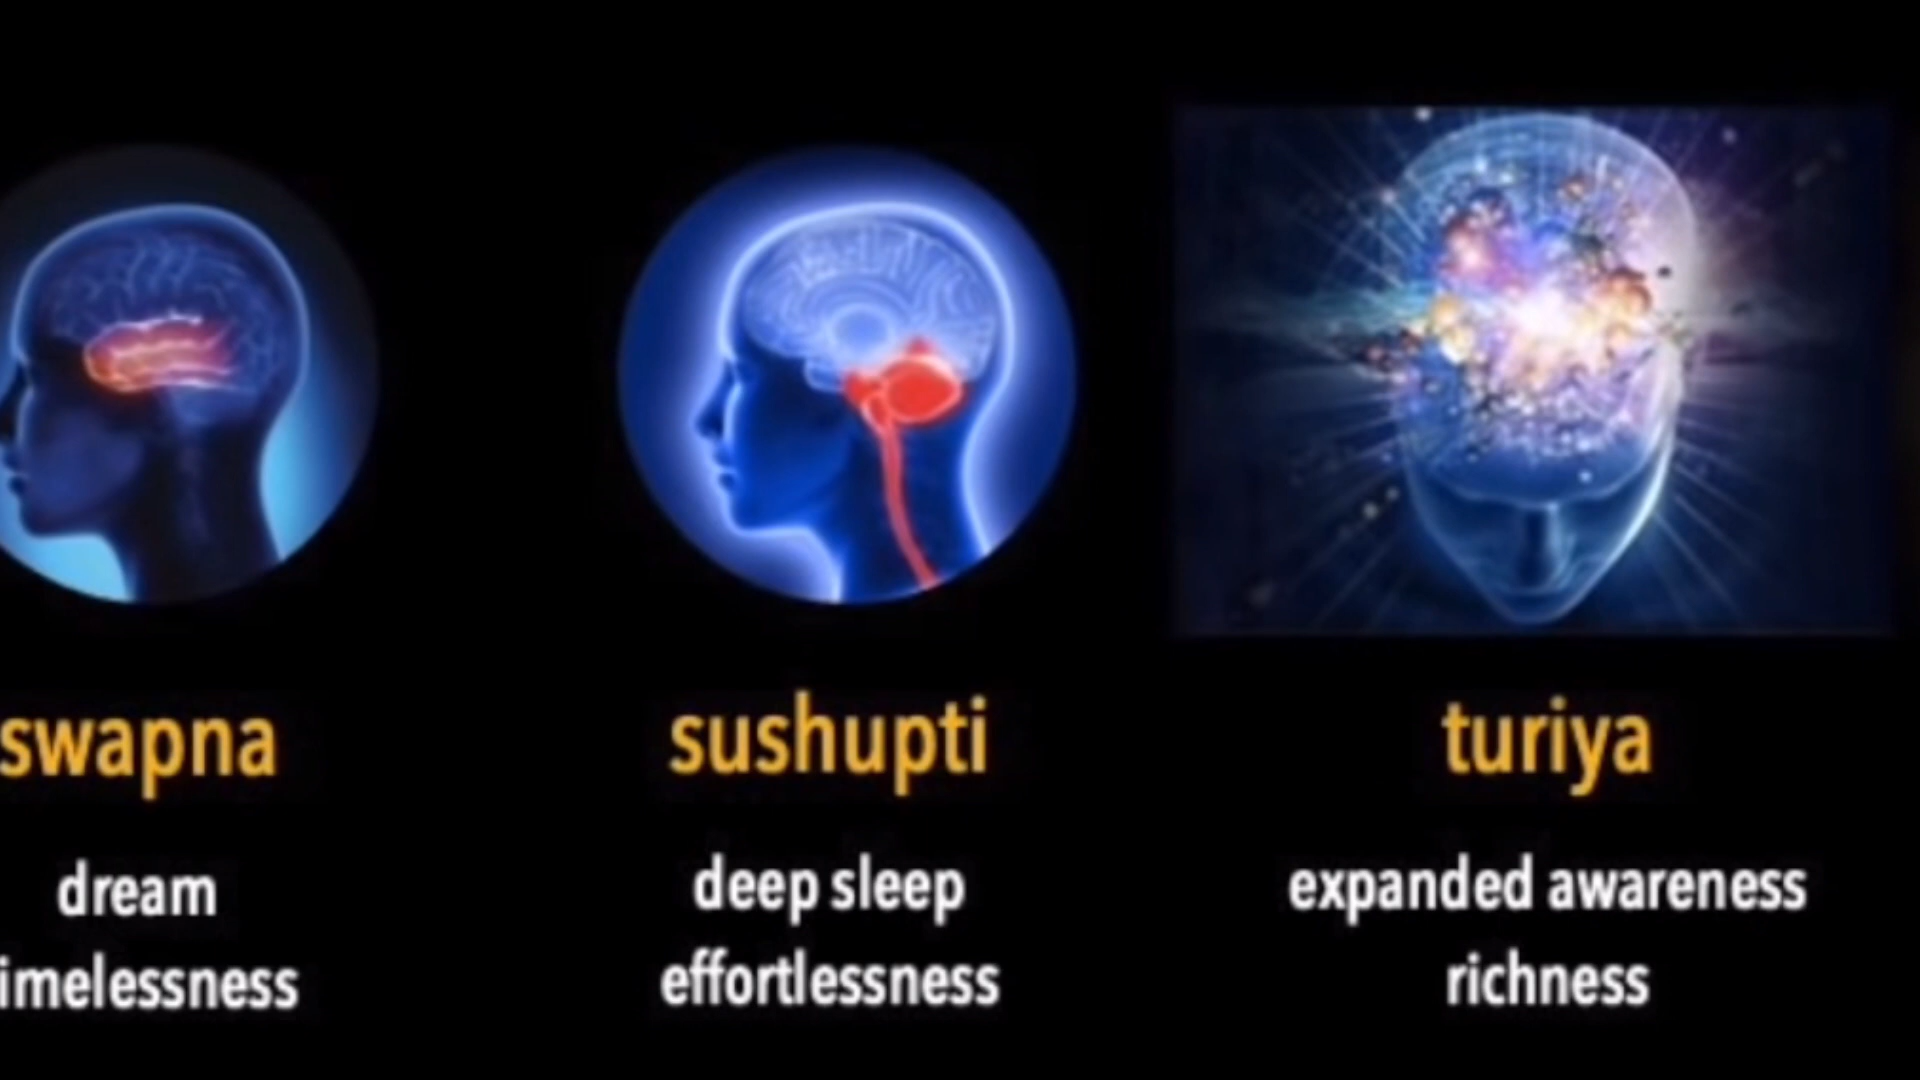 swapna
sushupti
turiya
dream
deep sleep
expanded awareness
imelessness
effortlessness
richness